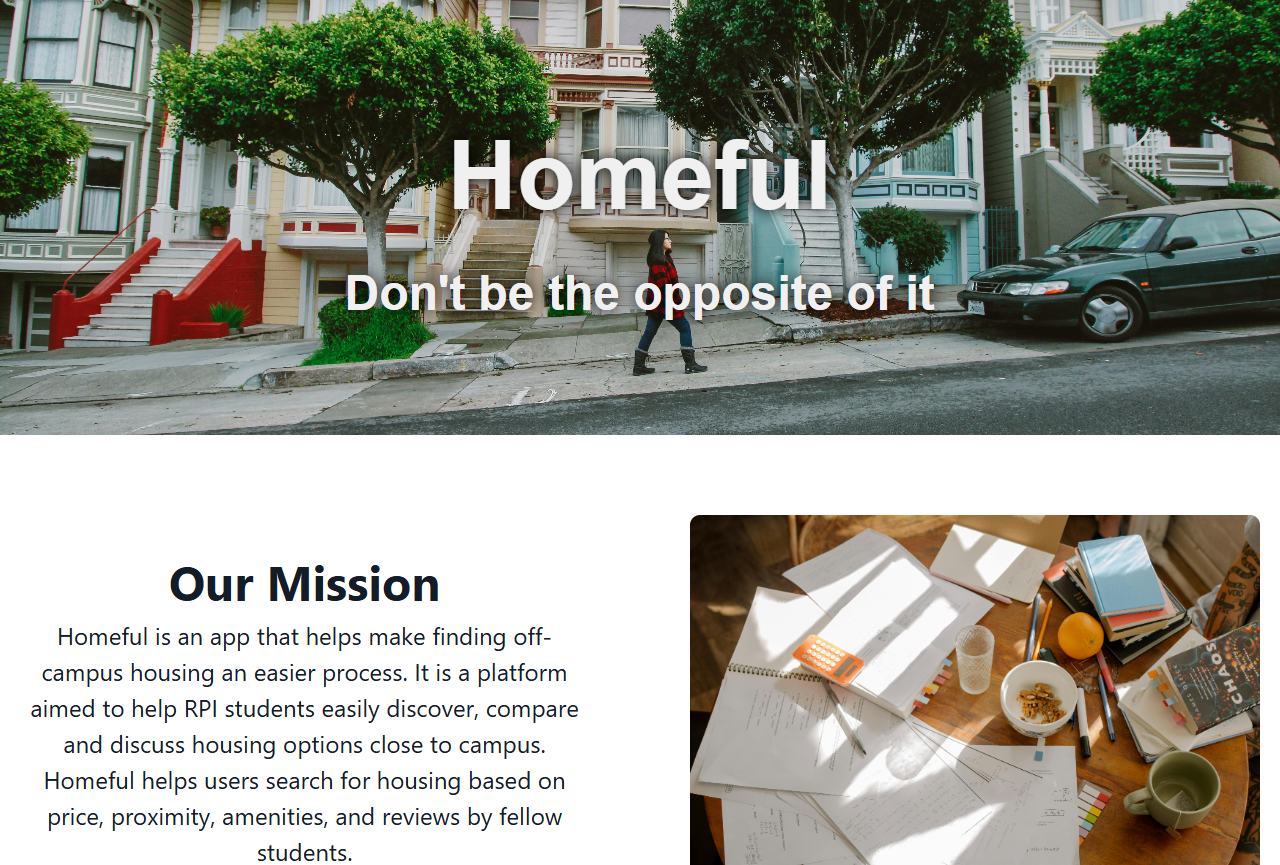 Homeful
Don't be the opposite of it
Our Mission
Homeful is an app that helps make finding off-
campus housing an easier process. It is a platform
aimed to help RPI students easily discover, compare
and discuss housing options close to campus.
Homeful helps users search for housing based on
price, proximity, amenities, and reviews by fellow
students.
CHAOS